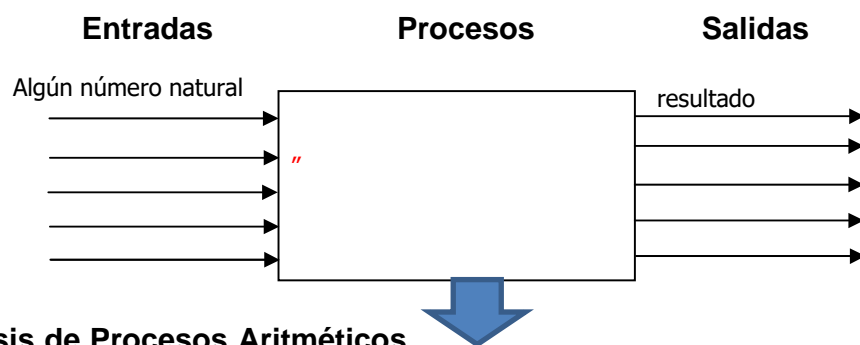 Entradas Procesos Salidas
Algún número natural
resultado
"
sis de Procesos Aritméticos